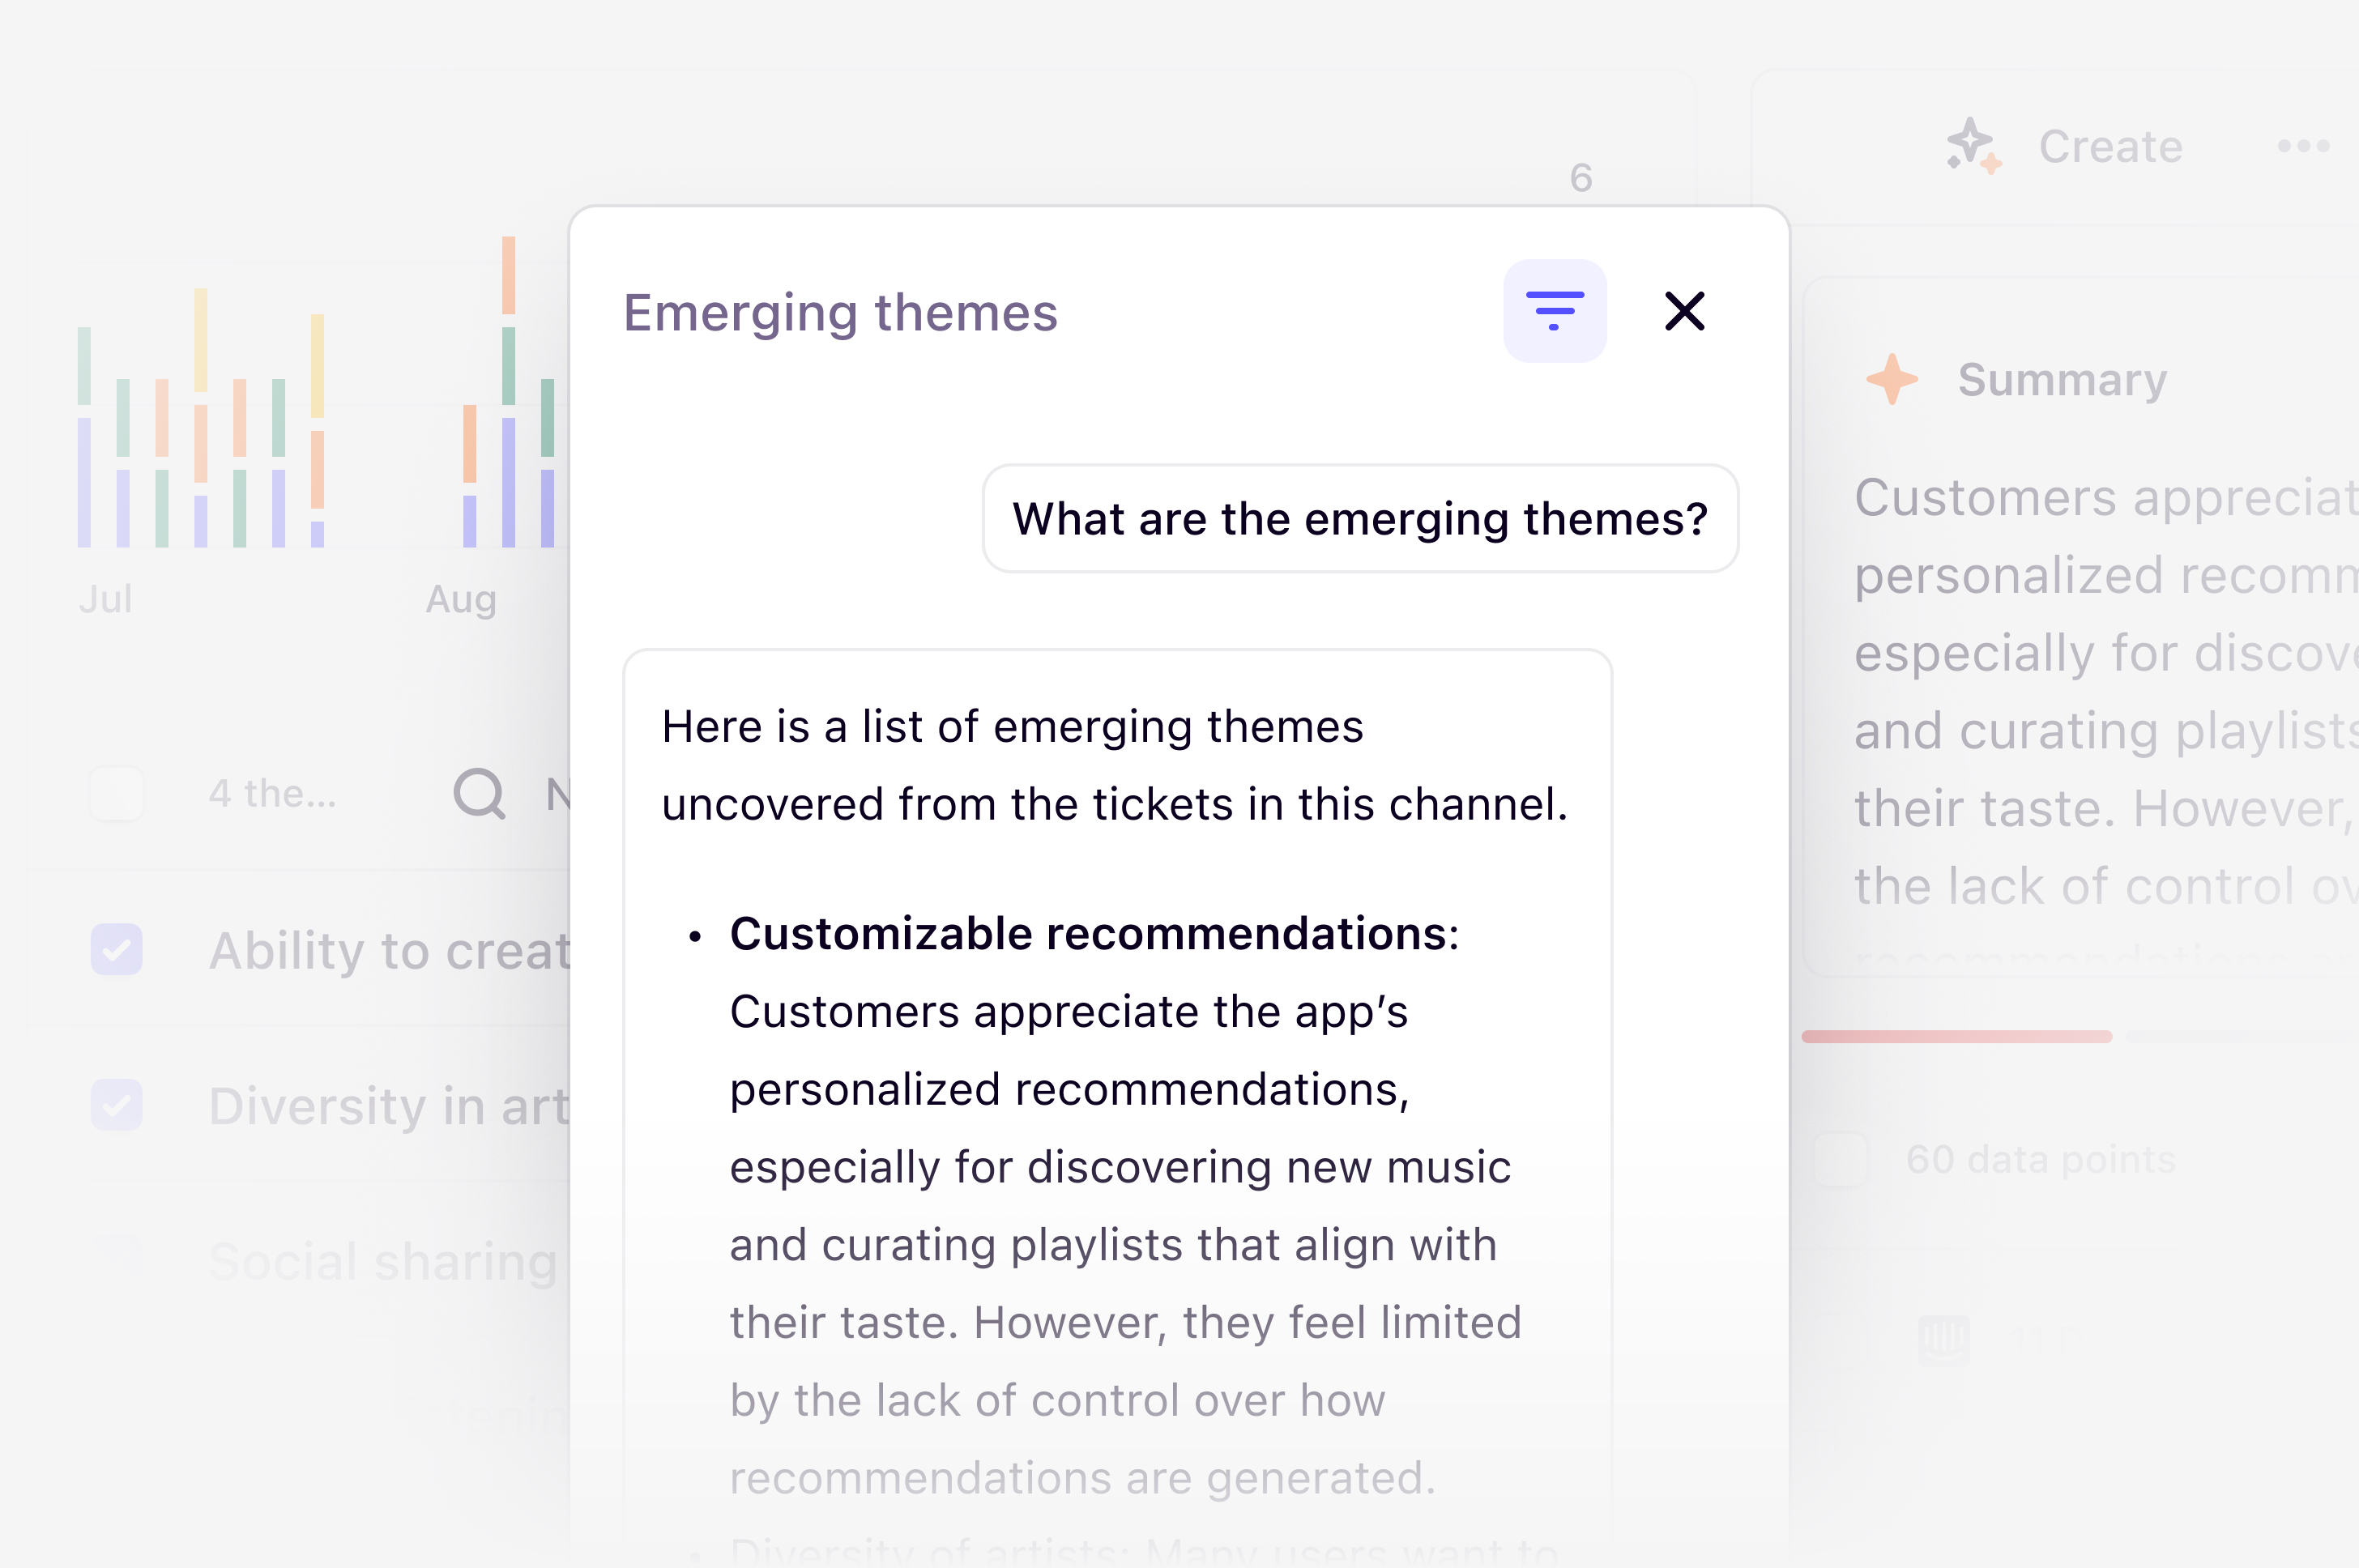 6
Create
Emerging themes
Summary
What are the emerging themes?
Customers appreciat
personalized recomm
especially for discove
and curating playlists
their taste. However,
the lack of control ov
Jul
Aug
Here is a list of emerging themes
uncovered from the tickets in this channel.
4 the...
N
• Customizable recommendations:
Customers appreciate the app’s
personalized recommendations,
especially for discovering new music
and curating playlists that align with
their taste. However, they feel limited
by the lack of control over how
recommendations are generated.
• Diversity of artists: Many users want to
Ability to creat
Diversity in art
Social sharing
60 data points